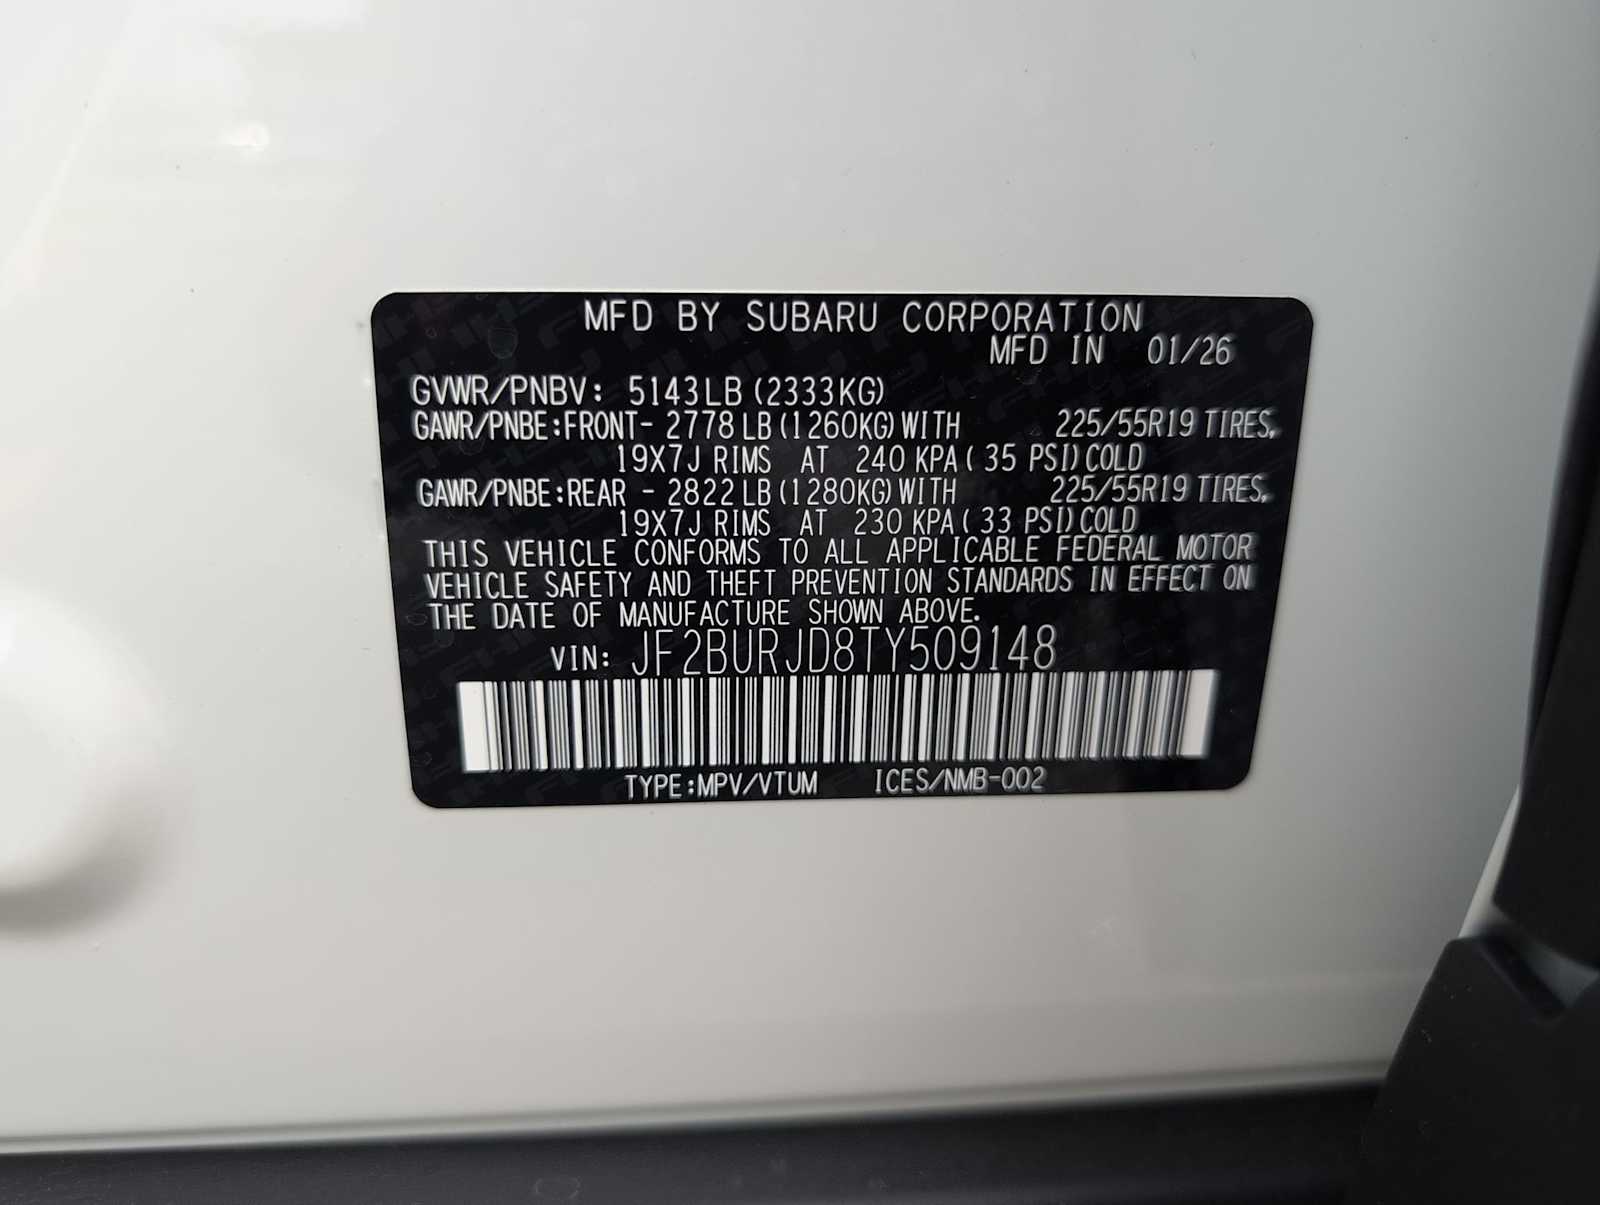 MFD BY SUBARU CORPORATION
MFD IN 01/26
GVWR/PNBV: 5143LB (2333KG)
GAWR/PNBE:FRONT- 2778 LB (1260KG) WITH 225/55R19 TIRES,
19X7J RIMS AT 240 KPA ( 35 PSI) COLD
GAWR/PNBE:REAR - 2822 LB (1280KG) WITH 225/55R19 TIRES,
19X7J RIMS AT 230 KPA ( 33 PSI) COLD
THIS VEHICLE CONFORMS TO ALL APPLICABLE FEDERAL MOTOR
VEHICLE SAFETY AND THEFT PREVENTION STANDARDS IN EFFECT ON
THE DATE OF MANUFACTURE SHOWN ABOVE.
VIN: JF2BURJD8TY509148
TYPE:MPV/VTUM ICES/NMB-002